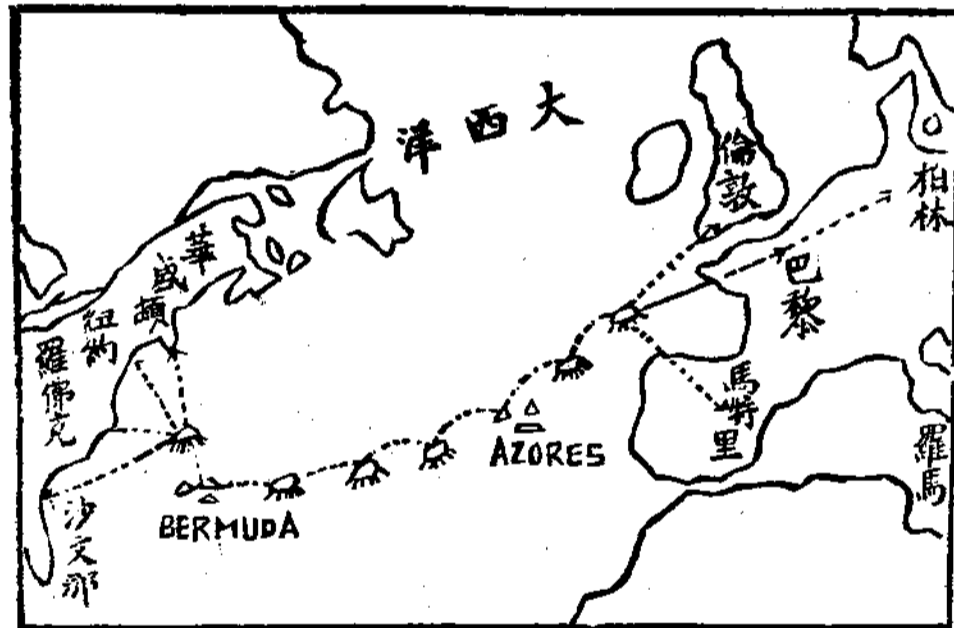 大西洋
倫敦
柏林
巴黎
馬特里
羅馬
華盛頓
紐約
羅佛克
沙文那
AZORES
BERMUDA